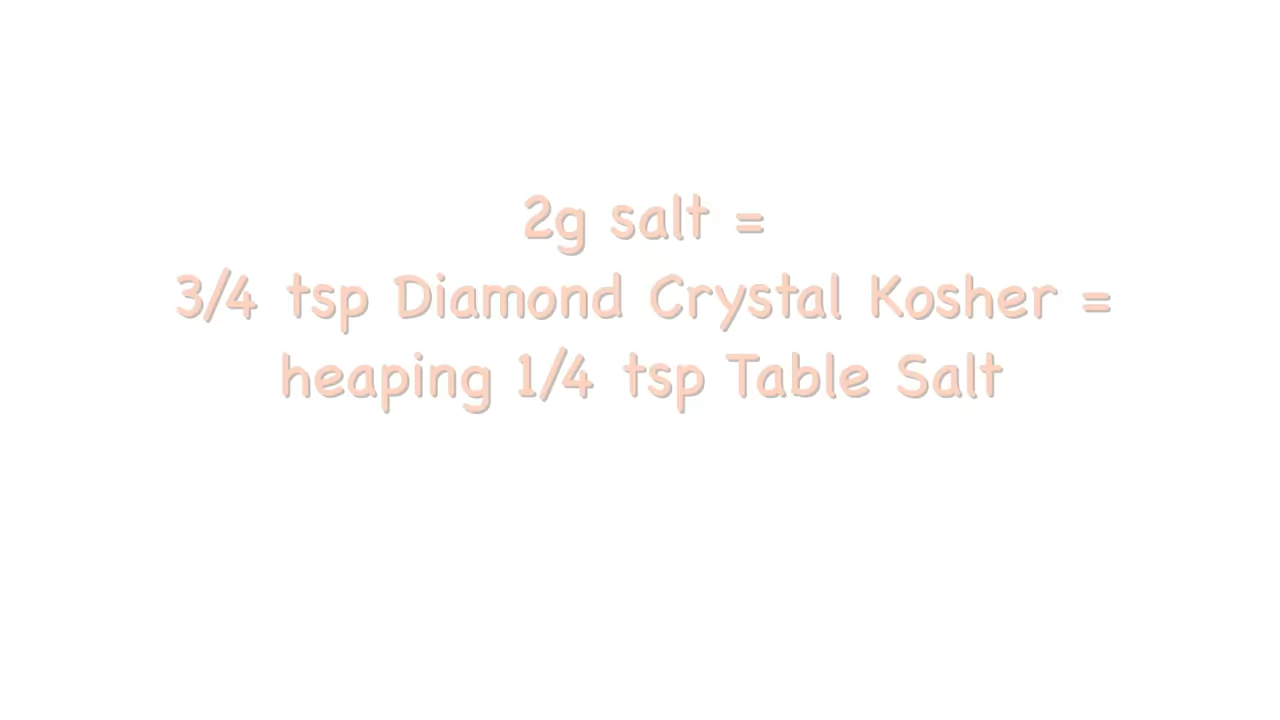 2g salt =
3/4 tsp Diamond Crystal Kosher =
heaping 1/4 tsp Table Salt